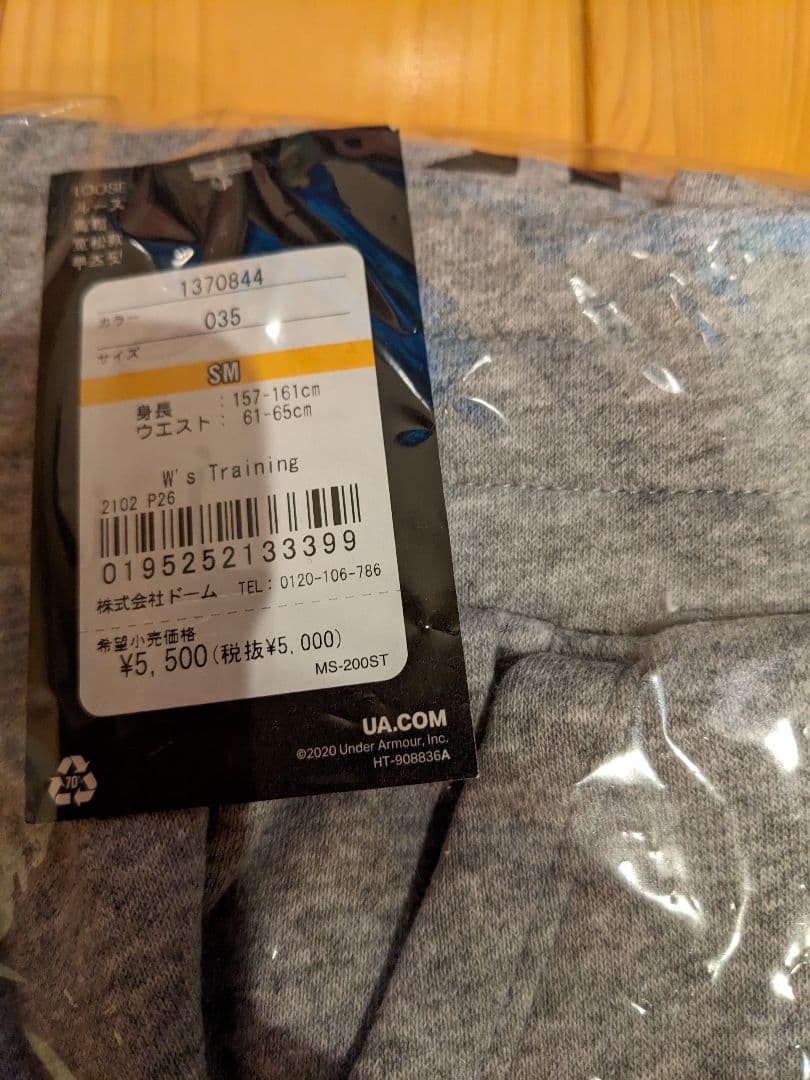 LOOSE
ルース
1370844
カラー 035
サイズ
SM
身長 : 157-161cm
ウエスト : 61-65cm
W's Training
2102 P26
0195252133399
株式会社ドーム TEL: 0120-106-786
希望小売価格
¥5,500(税抜¥5,000)
MS-200ST
UA.COM
©2020 Under Armour, Inc.
HT-908836A
70%